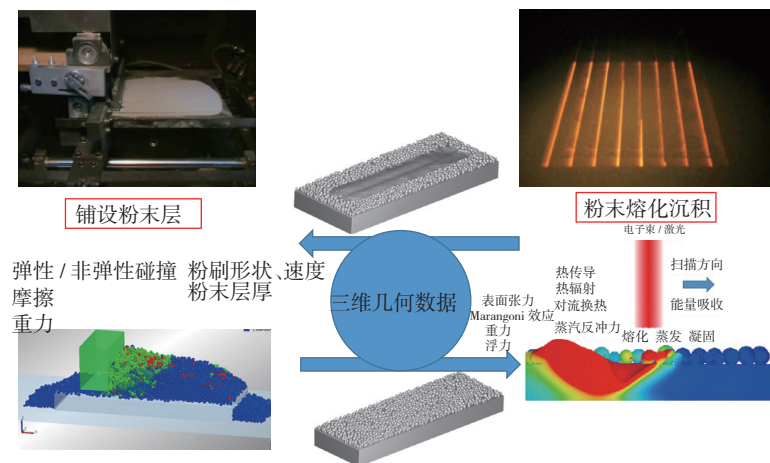 铺设粉末层
粉末熔化沉积
弹性 / 非弹性碰撞
摩擦
重力
粉刷形状、速度
粉末层厚
三维几何数据
表面张力
Marangoni 效应
重力
浮力
电子束 / 激光
热传导
热辐射
对流换热
蒸汽反冲力
扫描方向
能量吸收
熔化 蒸发 凝固